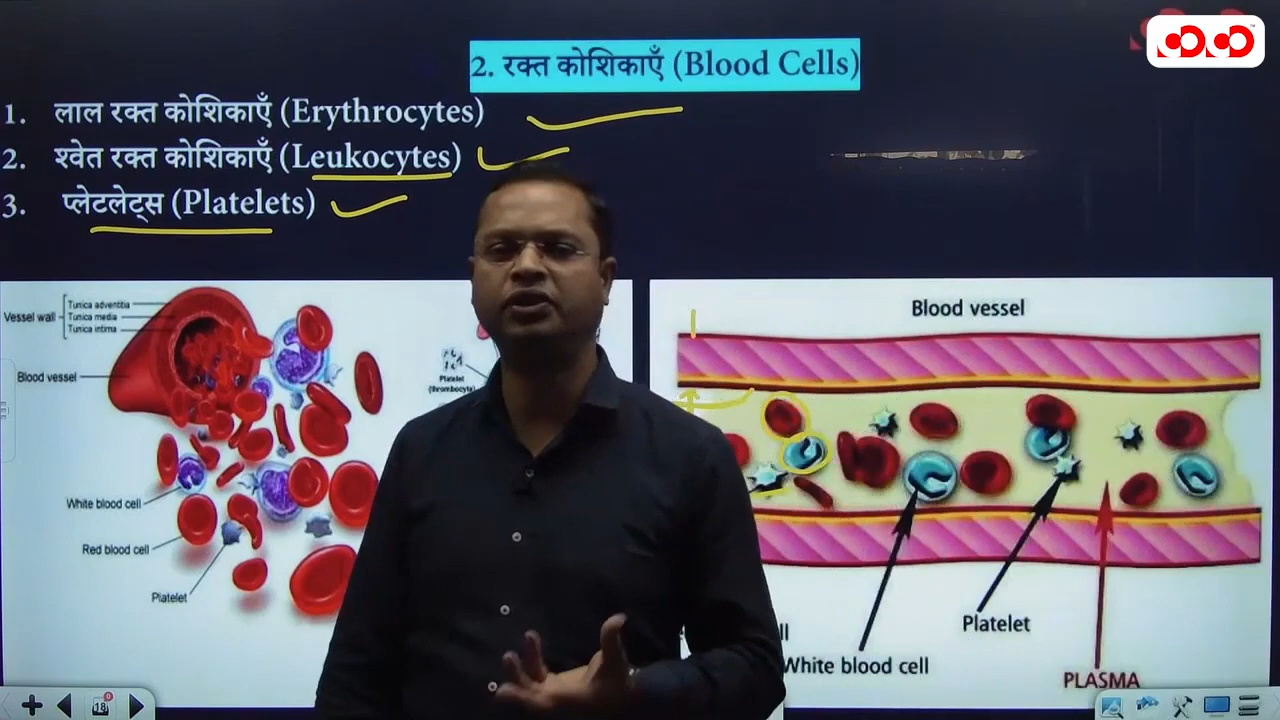 2. रक्त कोशिकाएँ (Blood Cells)
1. लाल रक्त कोशिकाएँ (Erythrocytes)
2. श्वेत रक्त कोशिकाएँ (Leukocytes)
3. प्लेटलेट्स (Platelets)
Vessel wall
Tunica adventitia
Tunica media
Tunica intima
Blood vessel
White blood cell
Red blood cell
Platelet
Platelet
(thrombocyte)
Blood vessel
White blood cell
Platelet
PLASMA
18